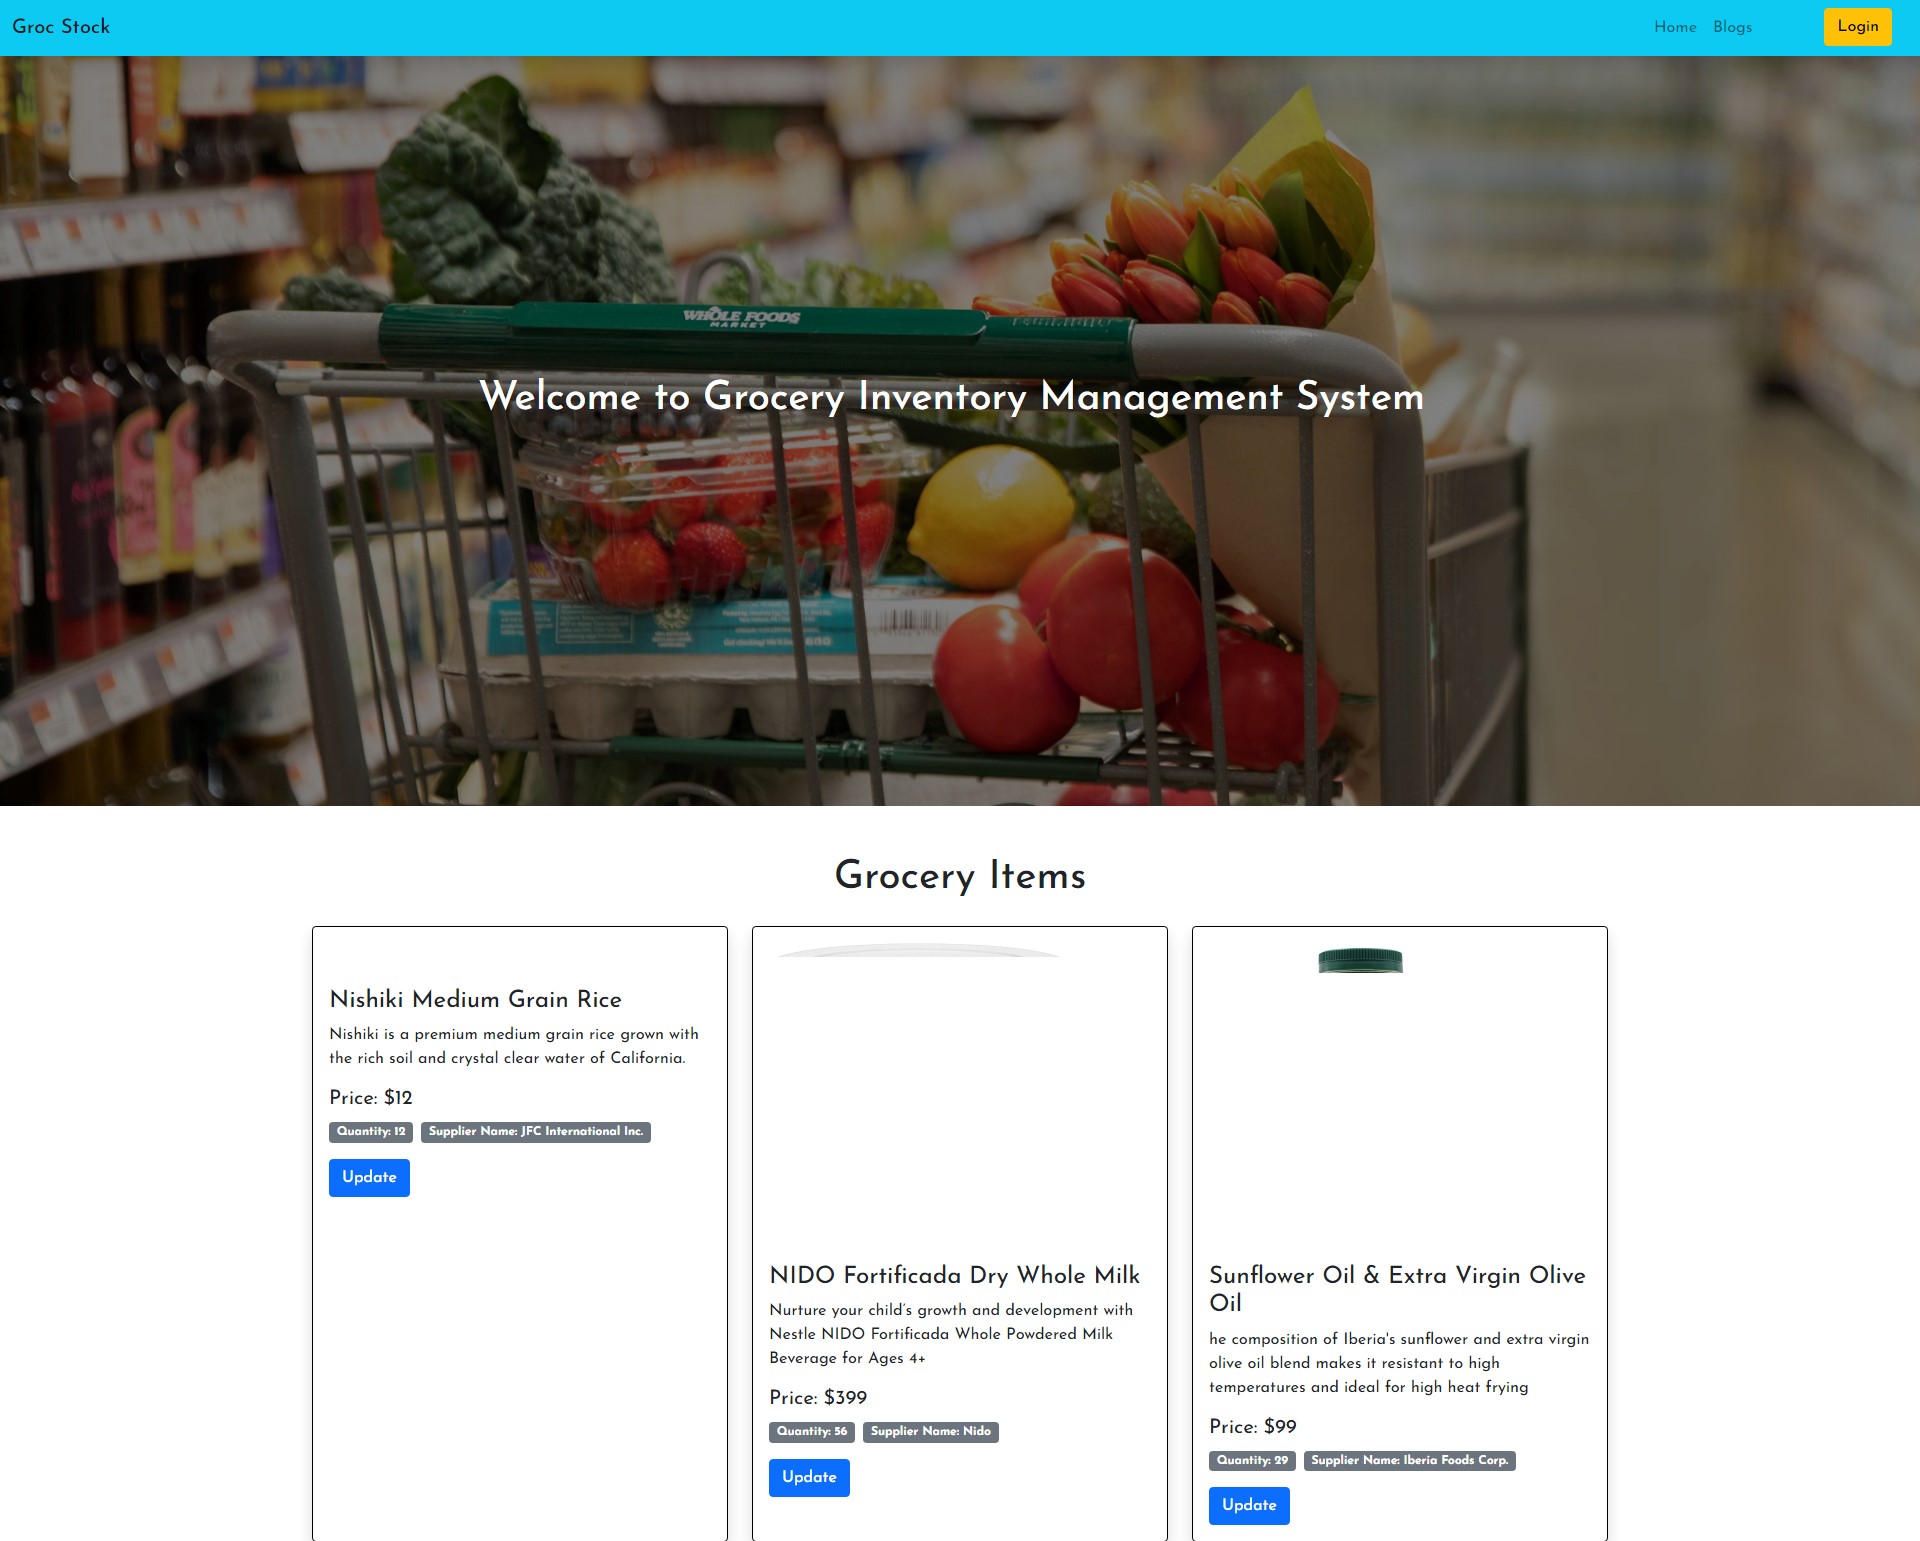 Groc Stock
Home
Blogs
Login
WHOLE FOODS
MARKET
Welcome to Grocery Inventory Management System
Grocery Items
Nishiki Medium Grain Rice
Nishiki is a premium medium grain rice grown with
the rich soil and crystal clear water of California.
Price: $12
Quantity: 12
Supplier Name: JFC International Inc.
Update
NIDO Fortificada Dry Whole Milk
Nurture your child's growth and development with
Nestle NIDO Fortificada Whole Powdered Milk
Beverage for Ages 4+
Price: $399
Quantity: 56
Supplier Name: Nido
Update
Sunflower Oil & Extra Virgin Olive
Oil
he composition of Iberia's sunflower and extra virgin
olive oil blend makes it resistant to high
temperatures and ideal for high heat frying
Price: $99
Quantity: 29
Supplier Name: Iberia Foods Corp.
Update